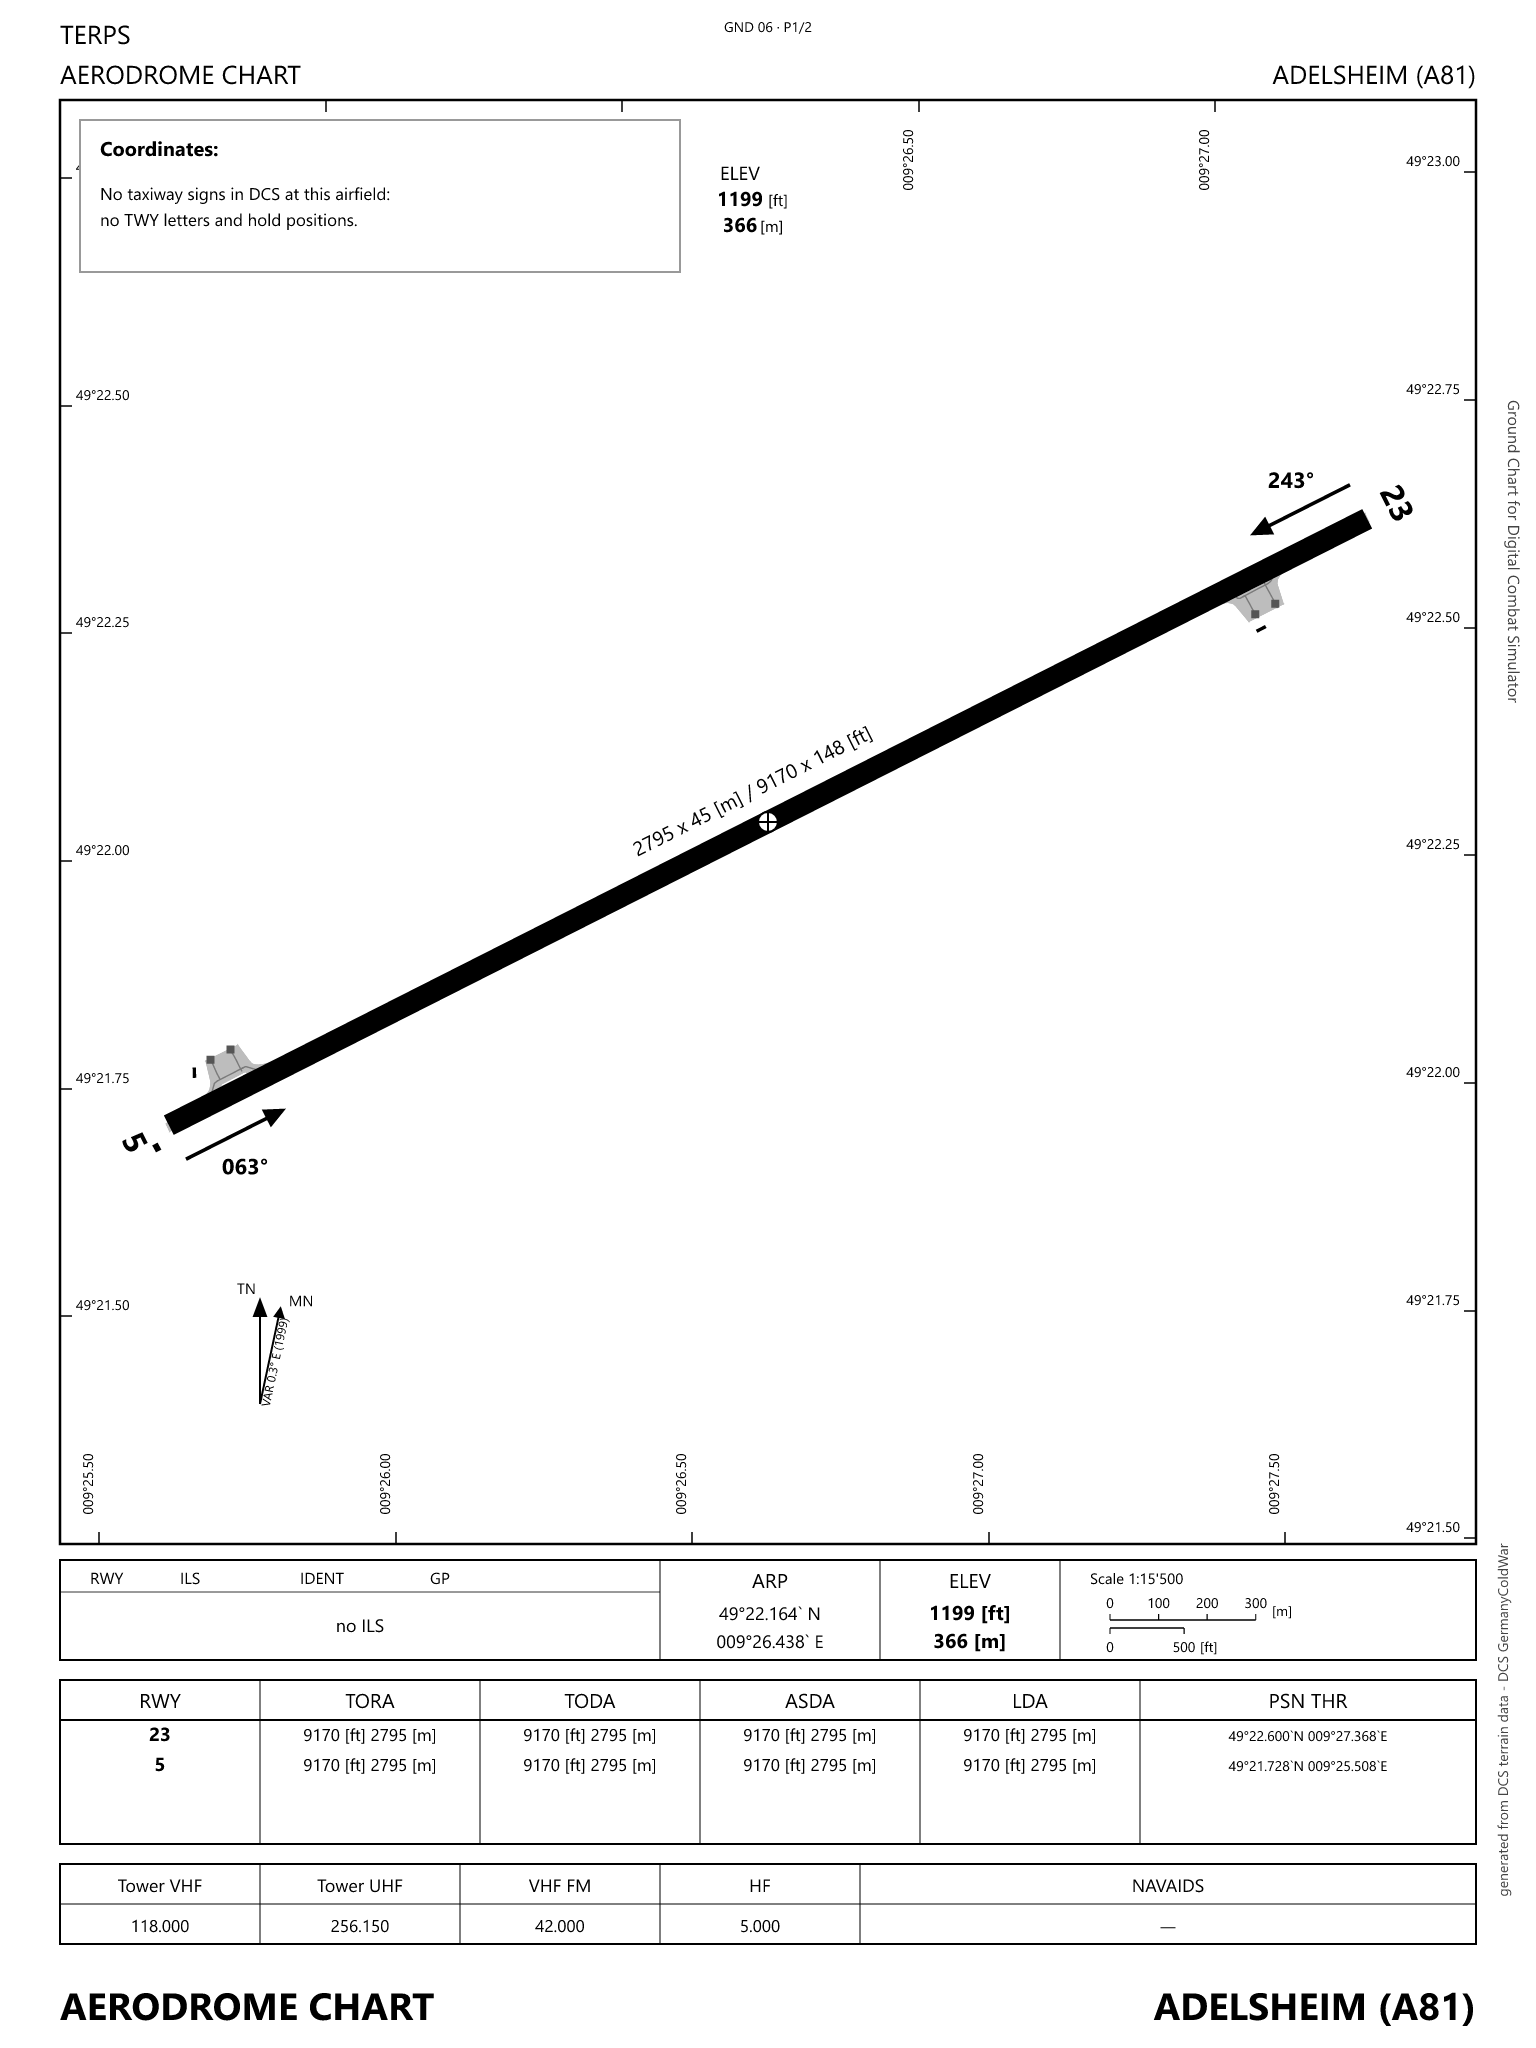 GND 06 · P1/2
TERPS
AERODROME CHART
ADELSHEIM (A81)
Coordinates:
No taxiway signs in DCS at this airfield:
no TWY letters and hold positions.
ELEV
1199 [ft]
366 [m]
009°26.50
009°27.00
49°23.00
49°22.50
49°22.75
243°
23
49°22.25
49°22.50
2795 x 45 [m] / 9170 x 148 [ft]
49°22.00
49°22.25
49°21.75
49°22.00
5
063°
TN
MN
VAR 0.3° E (1999)
49°21.50
49°21.75
009°25.50
009°26.00
009°26.50
009°27.00
009°27.50
49°21.50
Ground Chart for Digital Combat Simulator
RWY ILS IDENT GP
no ILS
ARP
49°22.164` N
009°26.438` E
ELEV
1199 [ft]
366 [m]
Scale 1:15'500
0 100 200 300 [m]
0 500 [ft]
RWY TORA TODA ASDA LDA PSN THR
23 9170 [ft] 2795 [m] 9170 [ft] 2795 [m] 9170 [ft] 2795 [m] 9170 [ft] 2795 [m] 49°22.600`N 009°27.368`E
5 9170 [ft] 2795 [m] 9170 [ft] 2795 [m] 9170 [ft] 2795 [m] 9170 [ft] 2795 [m] 49°21.728`N 009°25.508`E
generated from DCS terrain data - DCS GermanyColdWar
Tower VHF Tower UHF VHF FM HF NAVAIDS
118.000 256.150 42.000 5.000 —
AERODROME CHART
ADELSHEIM (A81)